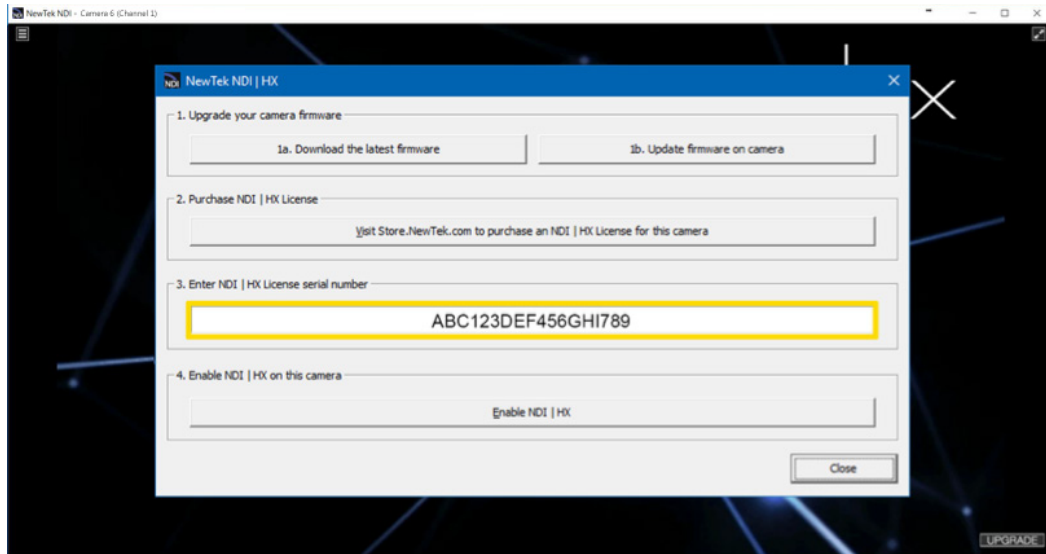 NewTek NDI - Camera 6 (Channel 1)
NDI NewTek NDI | HX
1. Upgrade your camera firmware
1a. Download the latest firmware
1b. Update firmware on camera
2. Purchase NDI | HX License
Visit Store.NewTek.com to purchase an NDI | HX License for this camera
3. Enter NDI | HX License serial number
ABC123DEF456GHI789
4. Enable NDI | HX on this camera
Enable NDI | HX
Close
UPGRADE